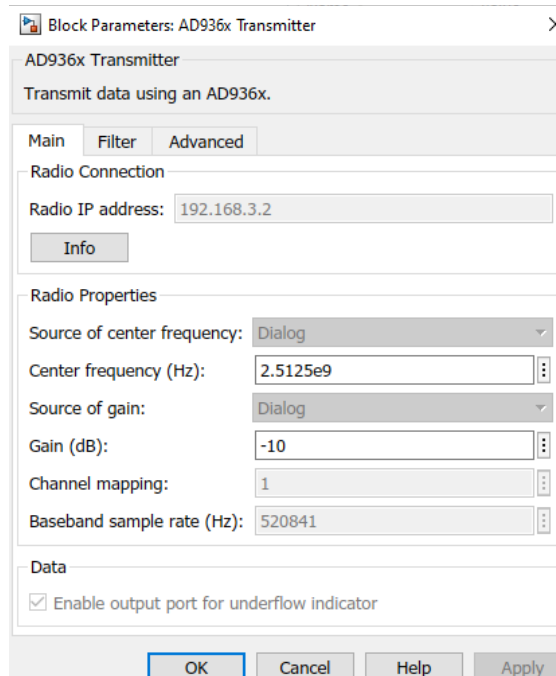 Block Parameters: AD936x Transmitter
AD936x Transmitter
Transmit data using an AD936x.
Main Filter Advanced
Radio Connection
Radio IP address: 192.168.3.2
Info
Radio Properties
Source of center frequency: Dialog
Center frequency (Hz): 2.5125e9
Source of gain: Dialog
Gain (dB): -10
Channel mapping: 1
Baseband sample rate (Hz): 520841
Data
Enable output port for underflow indicator
OK Cancel Help Apply